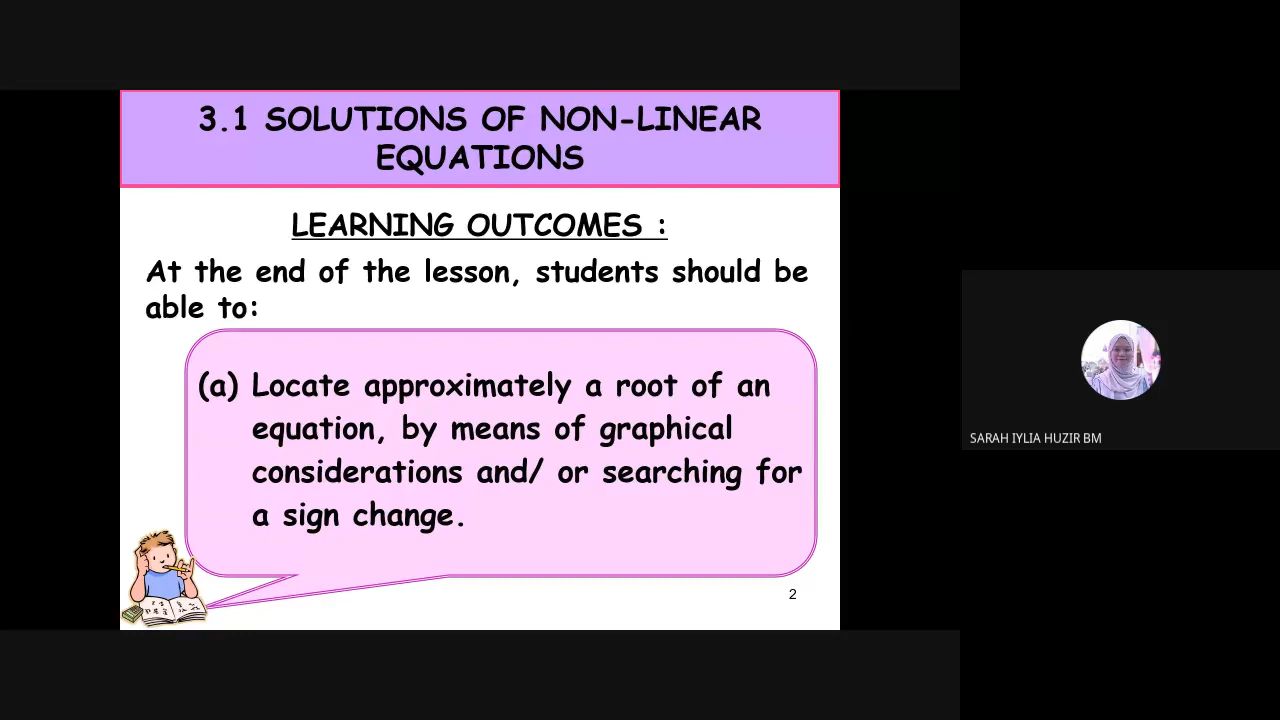 3.1 SOLUTIONS OF NON-LINEAR
EQUATIONS
LEARNING OUTCOMES :
At the end of the lesson, students should be
able to:
(a) Locate approximately a root of an
equation, by means of graphical
considerations and/ or searching for
a sign change.
2
SARAH IYLIA HUZIR BM